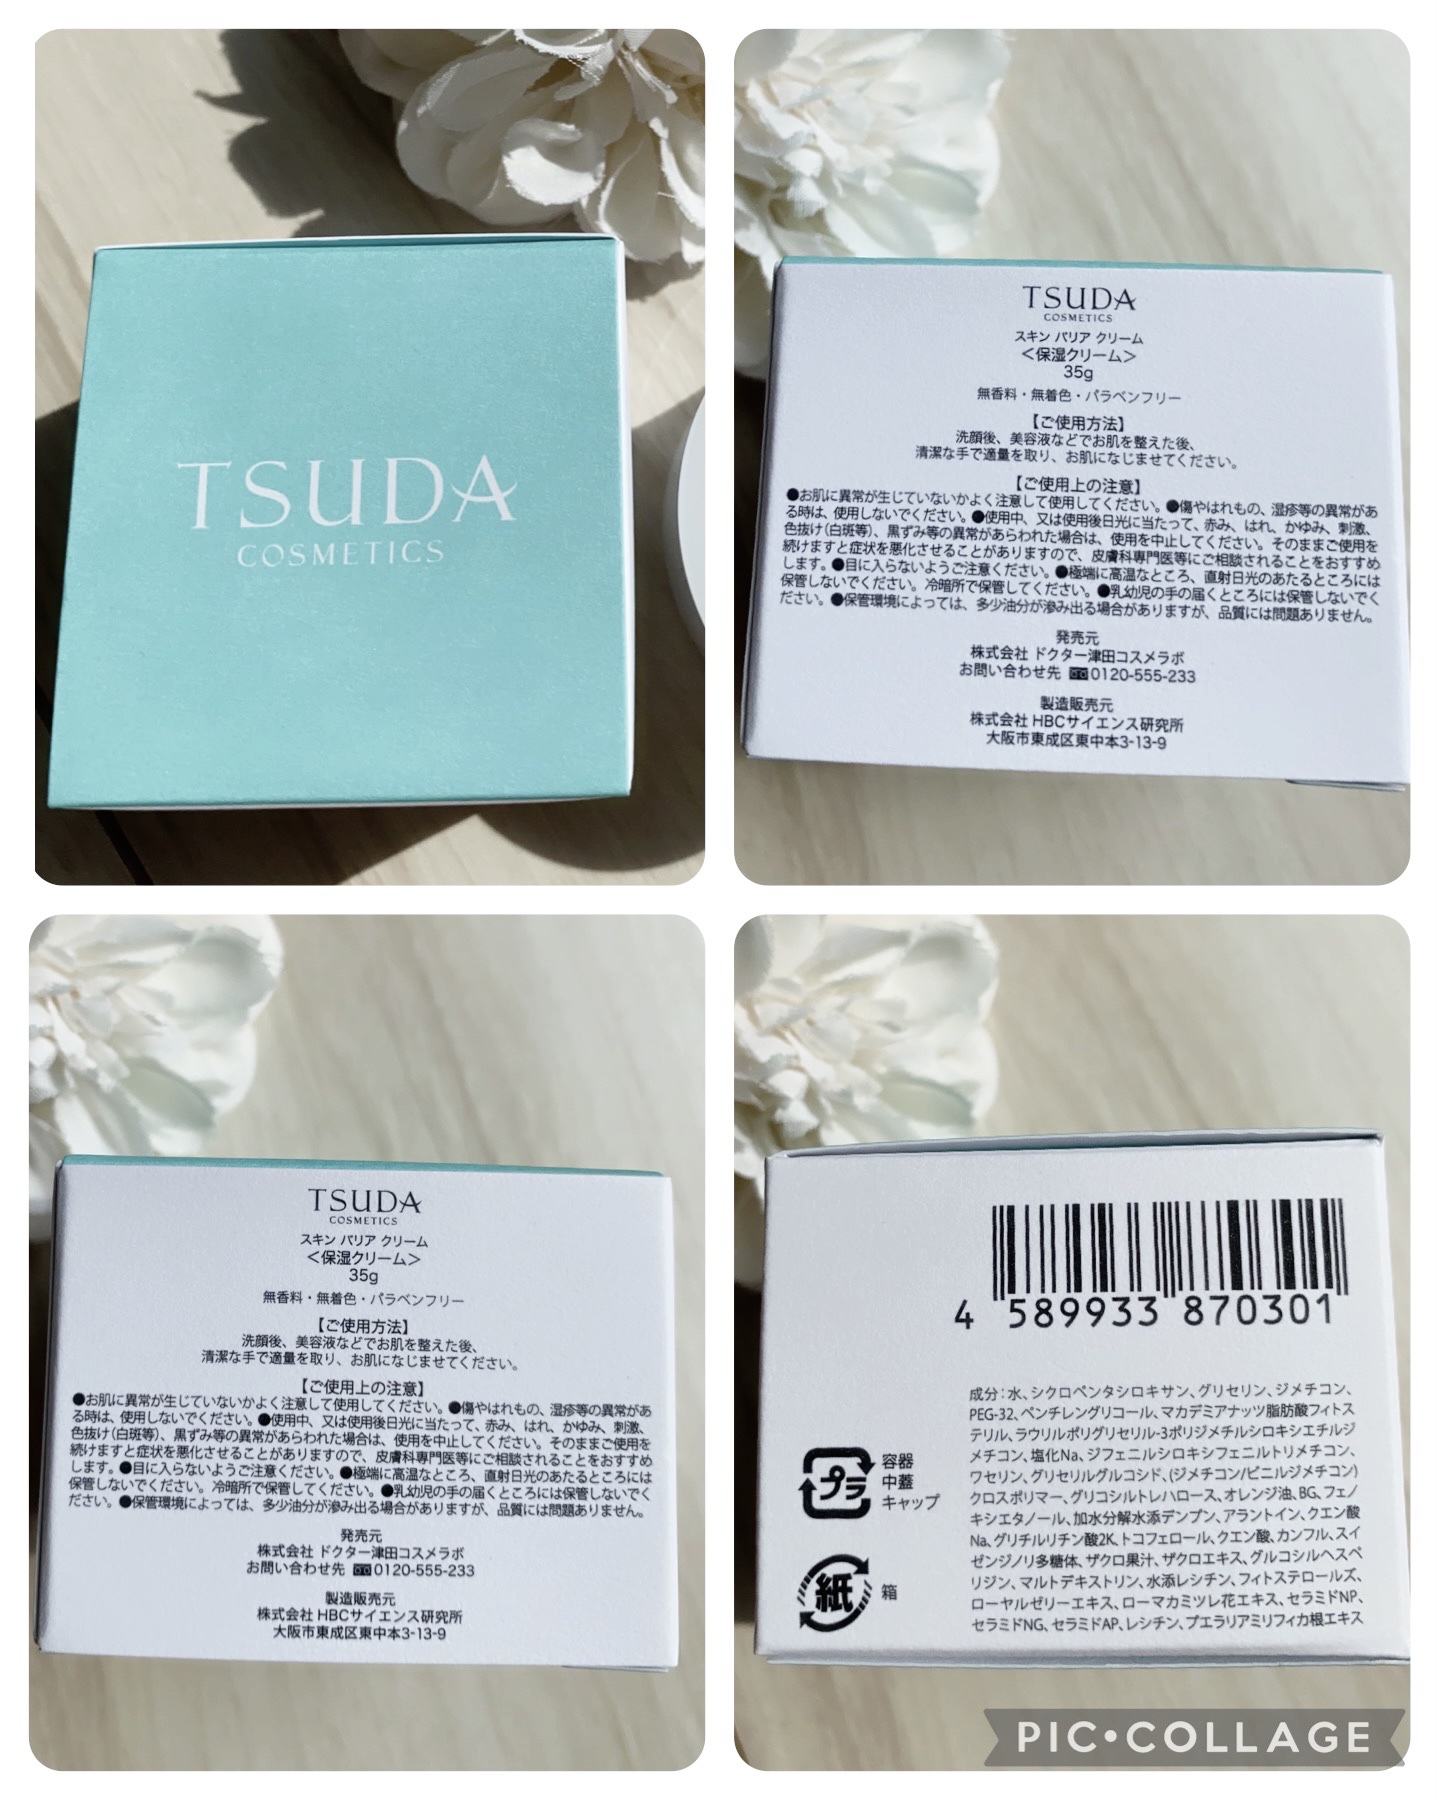 TSUDA
COSMETICS
TSUDA
COSMETICS
スキン バリア クリーム
＜保湿クリーム＞
35g
無香料・無着色・パラベンフリー
【ご使用方法】
洗顔後、美容液などでお肌を整えた後、
清潔な手で適量を取り、お肌になじませてください。
【ご使用上の注意】
●お肌に異常が生じていないかよく注意して使用してください。●傷やはれもの、湿疹等の異常があ
る時は、使用しないでください。●使用中、又は使用後日光に当たって、赤み、はれ、かゆみ、刺激、
色抜け(白斑等)、黒ずみ等の異常があらわれた場合は、使用を中止してください。そのままご使用を
続けますと症状を悪化させることがありますので、皮膚科専門医等にご相談されることをおすすめ
します。●目に入らないようご注意ください。●極端に高温なところ、直射日光のあたるところには
保管しないでください。冷暗所で保管してください。●乳幼児の手の届くところには保管しないでく
ださい。●保管環境によっては、多少油分が滲み出る場合がありますが、品質には問題ありません。
発売元
株式会社 ドクター津田コスメラボ
お問い合わせ先 0120-555-233
製造販売元
株式会社 HBCサイエンス研究所
大阪市東成区東中本3-13-9
TSUDA
COSMETICS
スキン バリア クリーム
＜保湿クリーム＞
35g
無香料・無着色・パラベンフリー
【ご使用方法】
洗顔後、美容液などでお肌を整えた後、
清潔な手で適量を取り、お肌になじませてください。
【ご使用上の注意】
●お肌に異常が生じていないかよく注意して使用してください。●傷やはれもの、湿疹等の異常があ
る時は、使用しないでください。●使用中、又は使用後日光に当たって、赤み、はれ、かゆみ、刺激、
色抜け(白斑等)、黒ずみ等の異常があらわれた場合は、使用を中止してください。そのままご使用を
続けますと症状を悪化させることがありますので、皮膚科専門医等にご相談されることをおすすめ
します。●目に入らないようご注意ください。●極端に高温なところ、直射日光のあたるところには
保管しないでください。冷暗所で保管してください。●乳幼児の手の届くところには保管しないでく
ださい。●保管環境によっては、多少油分が滲み出る場合がありますが、品質には問題ありません。
発売元
株式会社 ドクター津田コスメラボ
お問い合わせ先 0120-555-233
製造販売元
株式会社 HBCサイエンス研究所
大阪市東成区東中本3-13-9
4 589933 870301
成分：水、シクロペンタシロキサン、グリセリン、ジメチコン、
PEG-32、ペンチレングリコール、マカデミアナッツ脂肪酸フィトス
テリル、ラウリルポリグリセリル-3ポリジメチルシロキシエチルジ
メチコン、塩化Na、ジフェニルシロキシフェニルトリメチコン、
ワセリン、グリセリルグルコシド、(ジメチコン/ビニルジメチコン)
クロスポリマー、グリコシルトレハロース、オレンジ油、BG、フェノ
キシエタノール、加水分解水添デンプン、アラントイン、クエン酸
Na、グリチルリチン酸2K、トコフェロール、クエン酸、カンフル、スイ
ゼンジノリ多糖体、ザクロ果汁、ザクロエキス、グルコシルヘスペ
リジン、マルトデキストリン、水添レシチン、フィトステロールズ、
ローヤルゼリーエキス、ローマカミツレ花エキス、セラミドNP、
セラミドNG、セラミドAP、レシチン、プエラリアミリフィカ根エキス
プラ
容器
中蓋
キャップ
紙
箱
PIC•COLLAGE